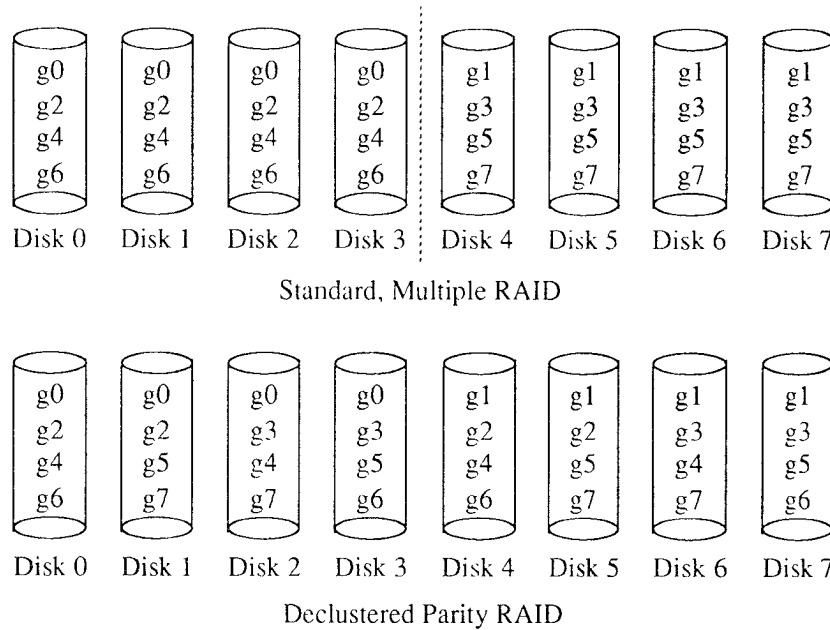 g0 g0 g0 g0 g1 g1 g1 g1
g2 g2 g2 g2 g3 g3 g3 g3
g4 g4 g4 g4 g5 g5 g5 g5
g6 g6 g6 g6 g7 g7 g7 g7
Disk 0 Disk 1 Disk 2 Disk 3 Disk 4 Disk 5 Disk 6 Disk 7
Standard, Multiple RAID
g0 g0 g0 g0 g1 g1 g1 g1
g2 g2 g3 g3 g2 g2 g3 g3
g4 g5 g4 g5 g4 g5 g4 g5
g6 g7 g7 g6 g6 g7 g7 g6
Disk 0 Disk 1 Disk 2 Disk 3 Disk 4 Disk 5 Disk 6 Disk 7
Declustered Parity RAID